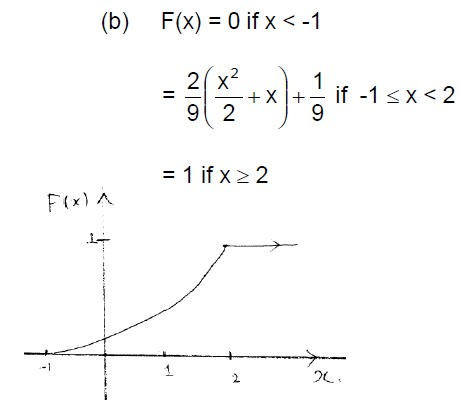 (b) F(x) = 0 if x < -1
= 2/9 (x²/2 + x) + 1/9 if -1 ≤ x < 2
= 1 if x ≥ 2
F(x)
1
-1 1 2 x.